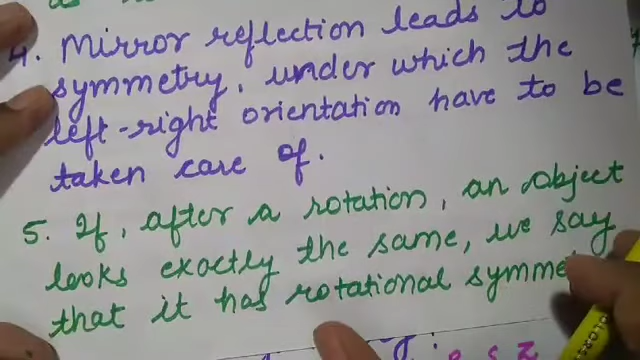 4. Mirror reflection leads to
symmetry, under which the
left-right orientation have to be
taken care of.
5. If, after a rotation, an object
looks exactly the same, we say
that it has rotational symme